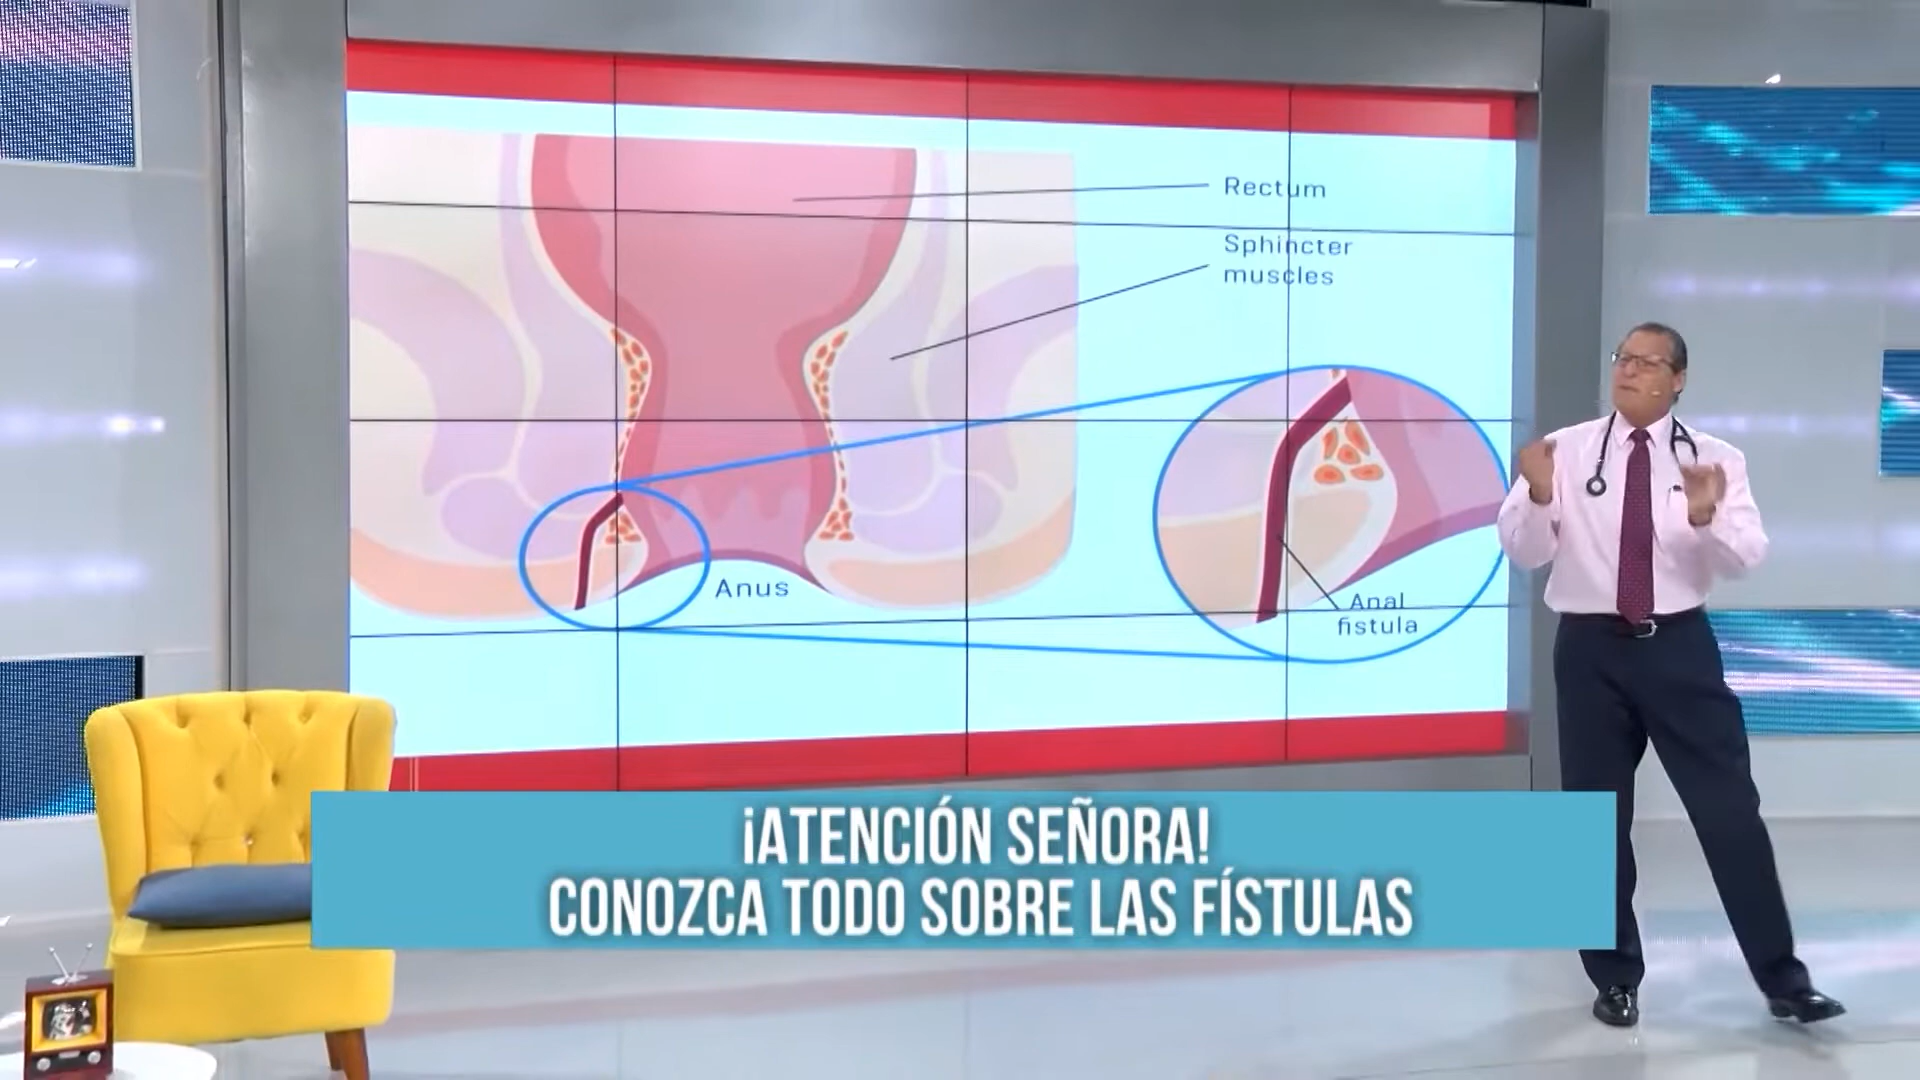 Rectum
Sphincter
muscles
Anus
Anal
fistula
¡ATENCIÓN SEÑORA!
CONOZCA TODO SOBRE LAS FÍSTULAS